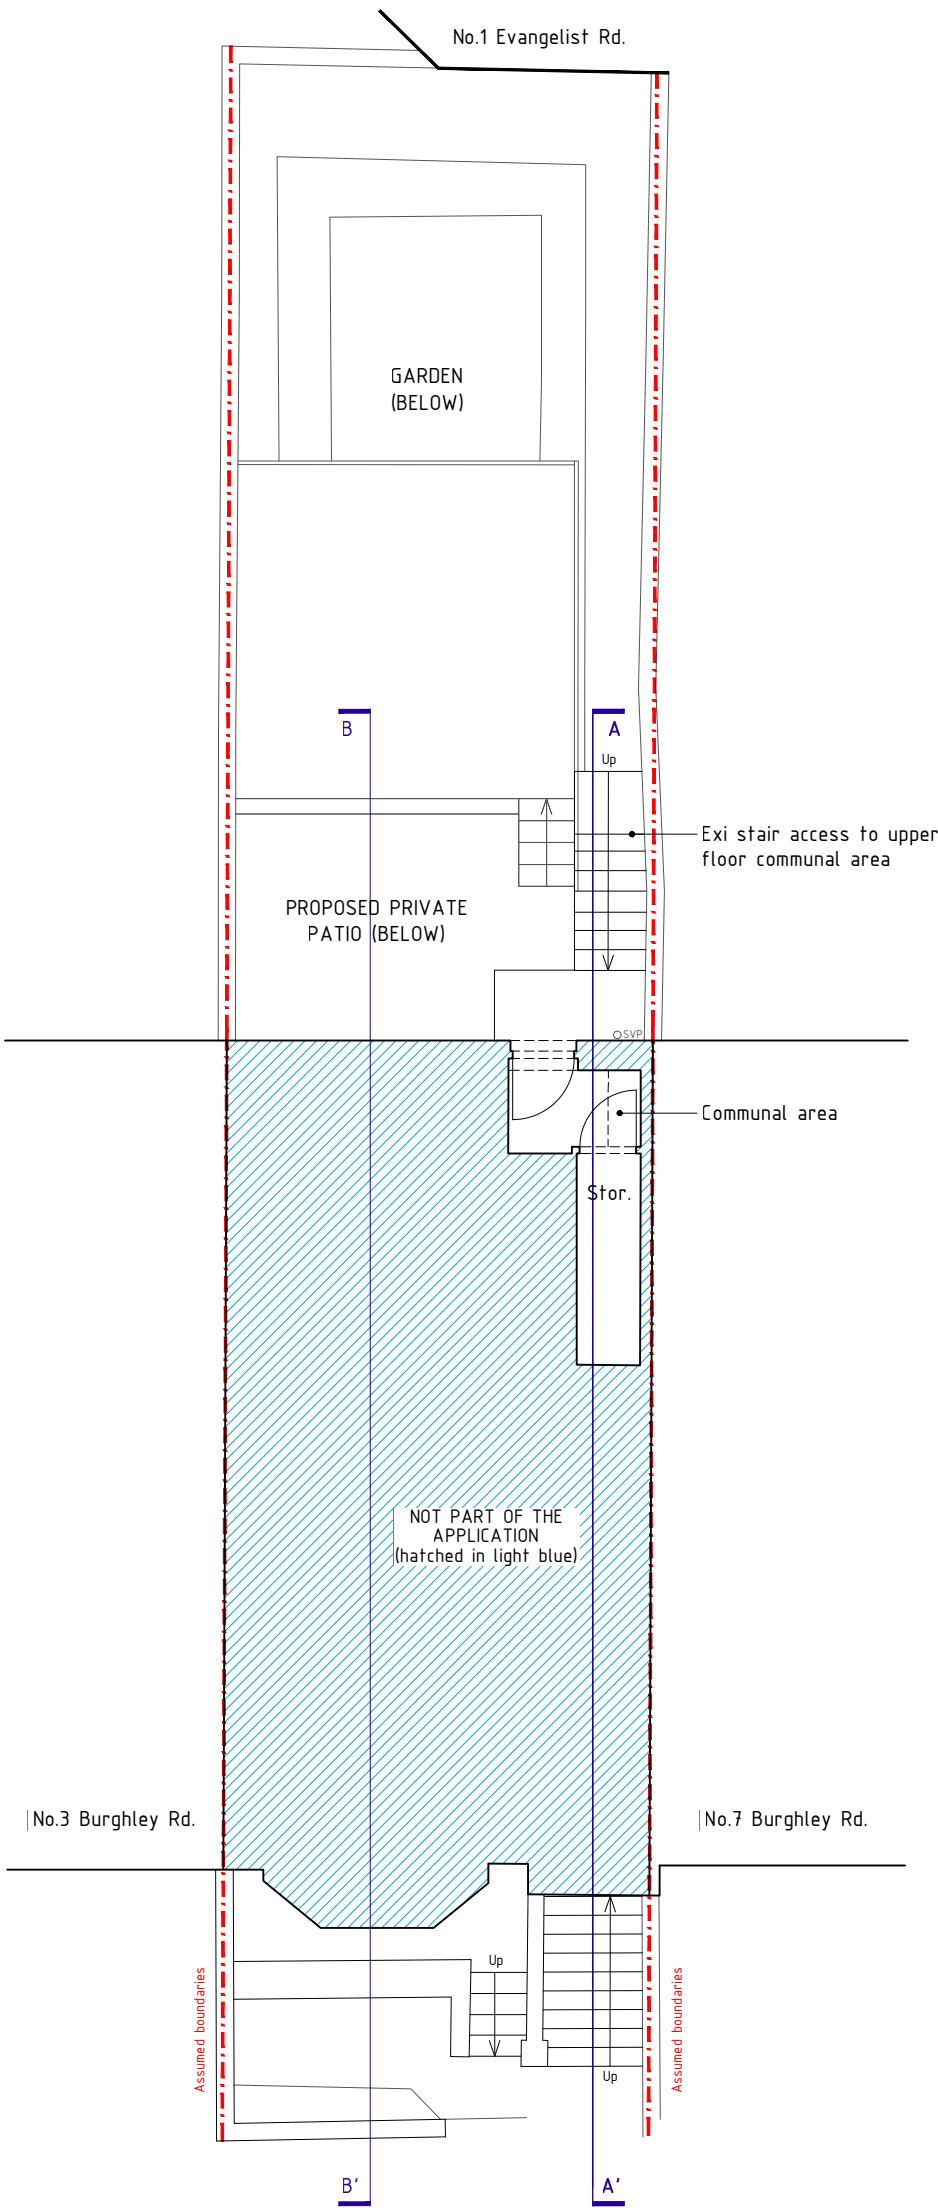 No.1 Evangelist Rd.
GARDEN
(BELOW)
B
A
Up
Exi stair access to upper
floor communal area
PROPOSED PRIVATE
PATIO (BELOW)
SVP
Communal area
Stor.
NOT PART OF THE
APPLICATION
(hatched in light blue)
No.3 Burghley Rd.
No.7 Burghley Rd.
Up
Assumed boundaries
Assumed boundaries
Up
B'
A'